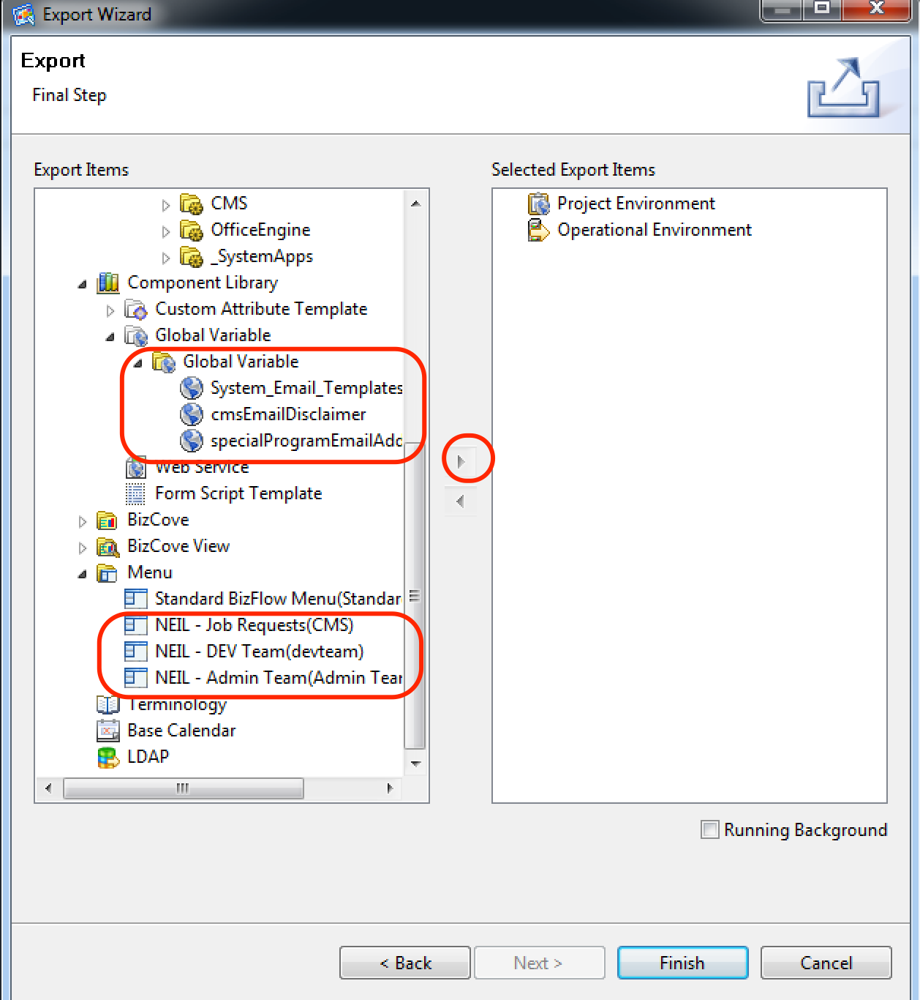 Export Wizard
Export
Final Step
Export Items
Selected Export Items
CMS
OfficeEngine
_SystemApps
Component Library
Custom Attribute Template
Global Variable
Global Variable
System_Email_Templates
cmsEmailDisclaimer
specialProgramEmailAdd
Web Service
Form Script Template
BizCove
BizCove View
Menu
Standard BizFlow Menu(Standar
NEIL - Job Requests(CMS)
NEIL - DEV Team(devteam)
NEIL - Admin Team(Admin Tear
Terminology
Base Calendar
LDAP
Project Environment
Operational Environment
Running Background
< Back
Next >
Finish
Cancel